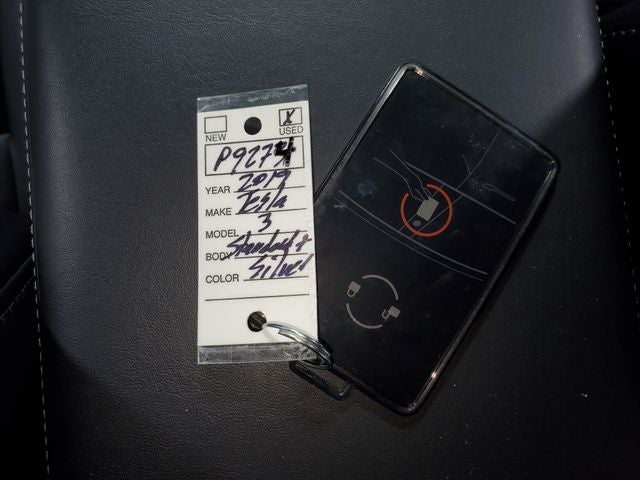 X
NEW USED
P9274
YEAR 2019
MAKE Tesla
MODEL 3
BODY Standard +
COLOR Silver